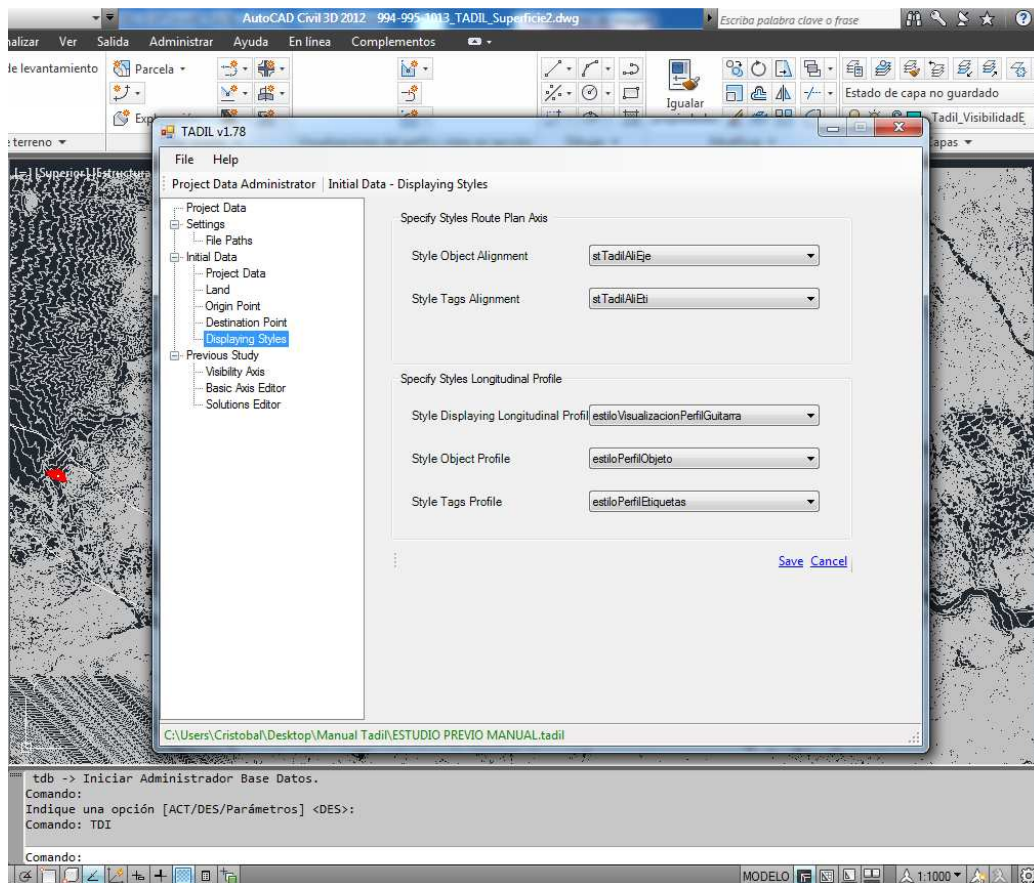 AutoCAD Civil 3D 2012 994-995-1013_TADIL_Superficie2.dwg
Escriba palabra clave o frase
nalizar Ver Salida Administrar Ayuda En línea Complementos
de levantamiento
Parcela
Igualar
Estado de capa no guardado
Tadil_VisibilidadE
e terreno
apas
TADIL v1.78
File Help
Project Data Administrator Initial Data - Displaying Styles
Project Data
Settings
File Paths
Initial Data
Project Data
Land
Origin Point
Destination Point
Displaying Styles
Previous Study
Visibility Axis
Basic Axis Editor
Solutions Editor
Specify Styles Route Plan Axis
Style Object Alignment stTadilAliEje
Style Tags Alignment stTadilAliEti
Specify Styles Longitudinal Profile
Style Displaying Longitudinal Profil estiloVisualizacionPerfilGuitarra
Style Object Profile estiloPerfilObjeto
Style Tags Profile estiloPerfilEtiquetas
Save Cancel
C:\Users\Cristobal\Desktop\Manual Tadil\ESTUDIO PREVIO MANUAL.tadil
tdb -> Iniciar Administrador Base Datos.
Comando:
Indique una opción [ACT/DES/Parámetros] <DES>:
Comando: TDI
Comando:
MODELO 1:1000